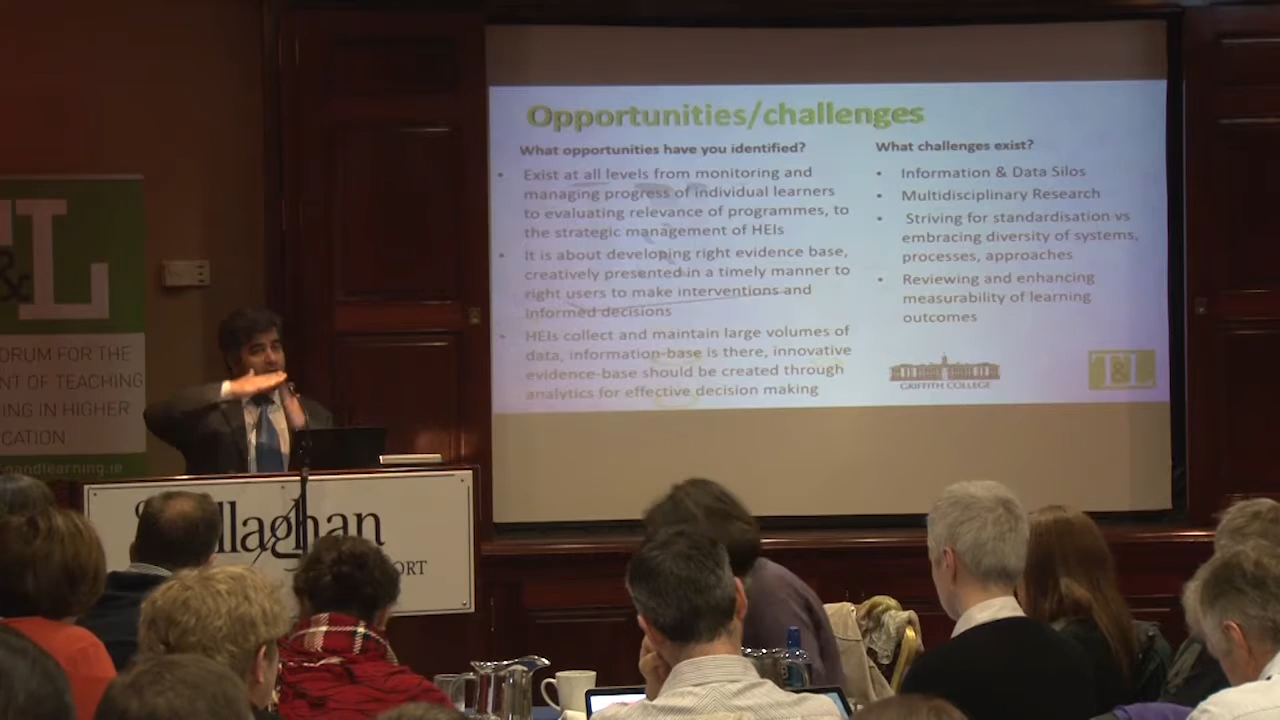 Opportunities/challenges
What opportunities have you identified?
• Exist at all levels from monitoring and
managing progress of individual learners
to evaluating relevance of programmes, to
the strategic management of HEIs
• It is about developing right evidence base,
creatively presented in a timely manner to
right users to make interventions and
informed decisions
• HEIs collect and maintain large volumes of
data, information-base is there, innovative
evidence-base should be created through
analytics for effective decision making
What challenges exist?
• Information & Data Silos
• Multidisciplinary Research
• Striving for standardisation vs
embracing diversity of systems,
processes, approaches
• Reviewing and enhancing
measurability of learning
outcomes
GRIFFITH COLLEGE
T&L
&L
ORUM FOR THE
NT OF TEACHING
ING IN HIGHER
CATION
nandlearning.ie
llaghan
ORT